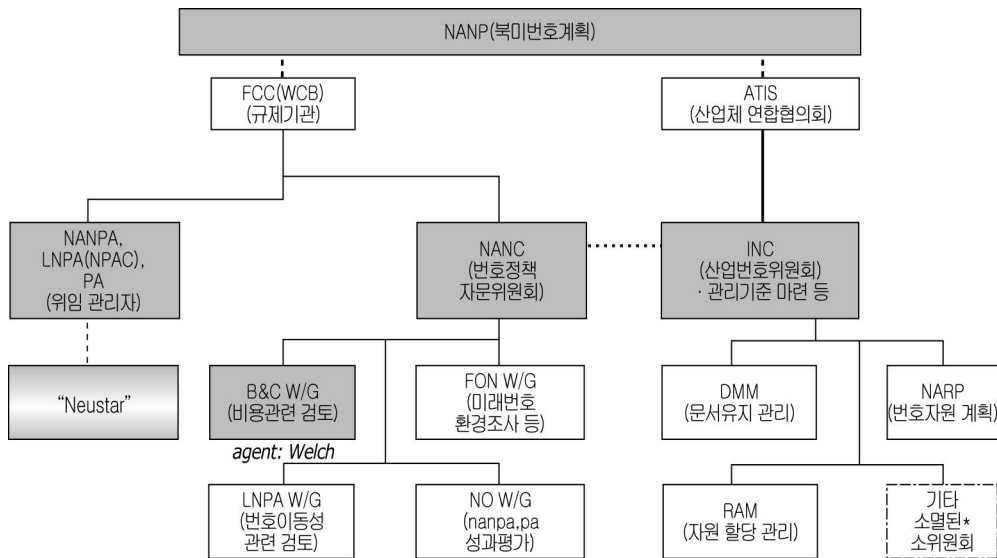 NANP(북미번호계획)
FCC(WCB)
(규제기관)
ATIS
(산업체 연합협의회)
NANPA,
LNPA(NPAC),
PA
(위임 관리자)
NANC
(번호정책
자문위원회)
INC
(산업번호위원회)
· 관리기준 마련 등
“Neustar”
B&C W/G
(비용관련 검토)
agent: Welch
FON W/G
(미래번호
환경조사 등)
DMM
(문서유지 관리)
NARP
(번호자원 계획)
LNPA W/G
(번호이동성
관련 검토)
NO W/G
(nanpa,pa
성과평가)
RAM
(자원 할당 관리)
기타
소멸된*
소위원회